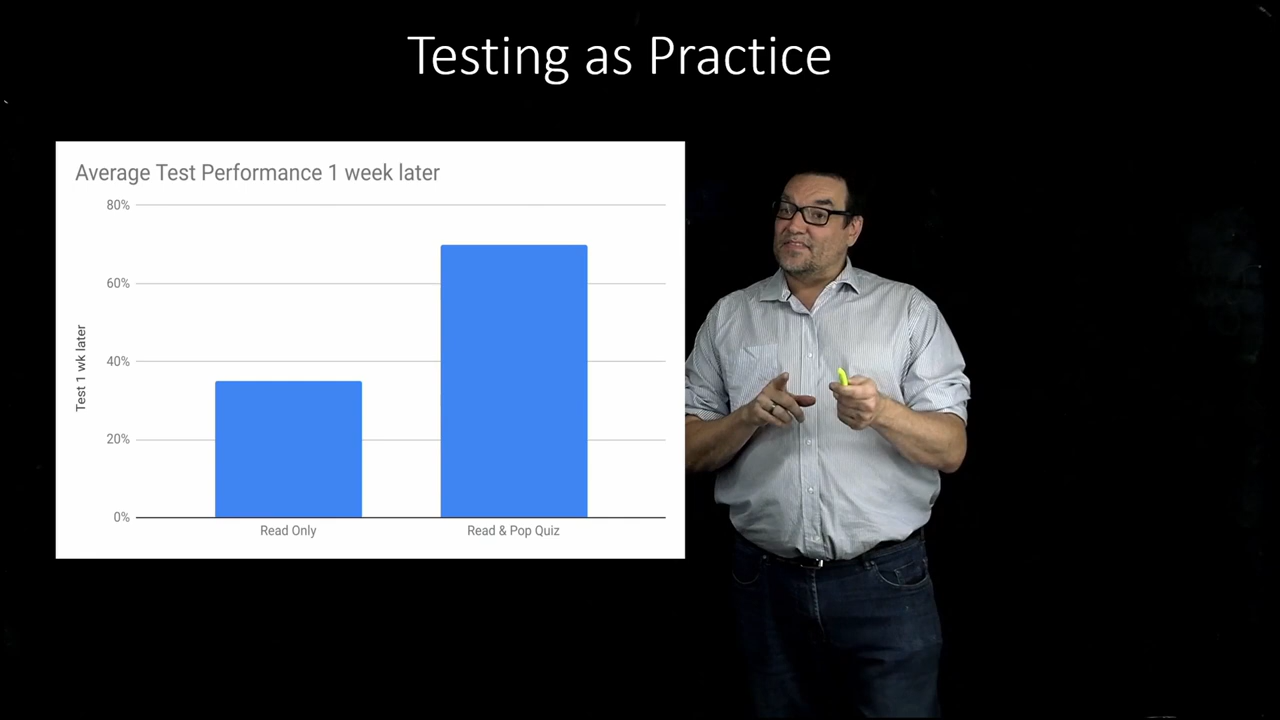 Testing as Practice
Average Test Performance 1 week later
80%
60%
40%
20%
0%
Test 1 wk later
Read Only
Read & Pop Quiz